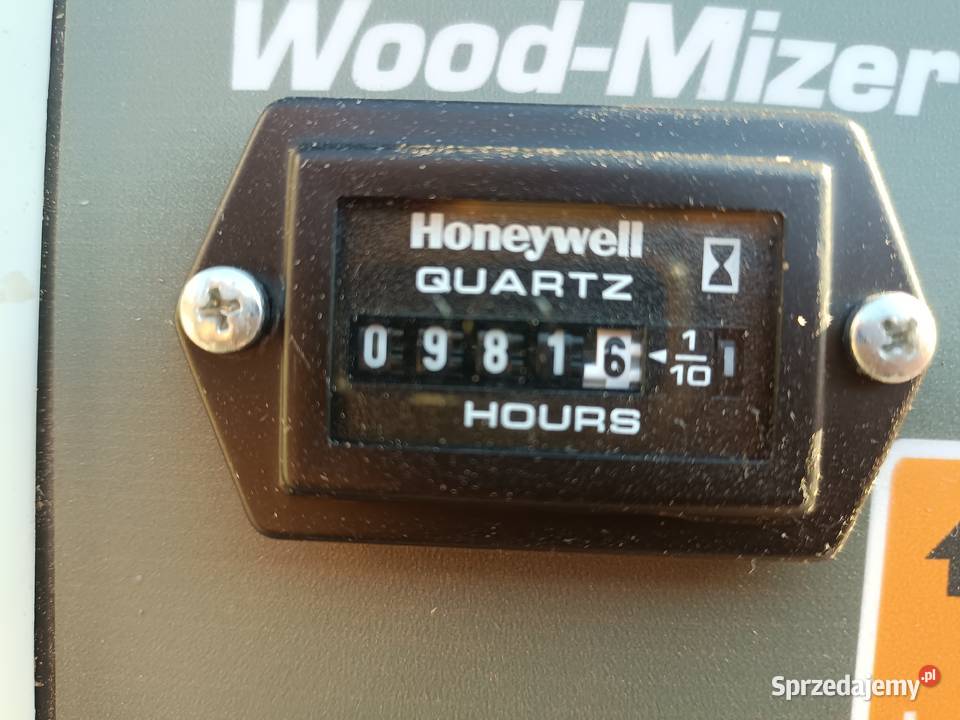 Wood-Mizer
Honeywell
QUARTZ
0 9 8 1 6 1/10
HOURS
Sprzedajemy.pl